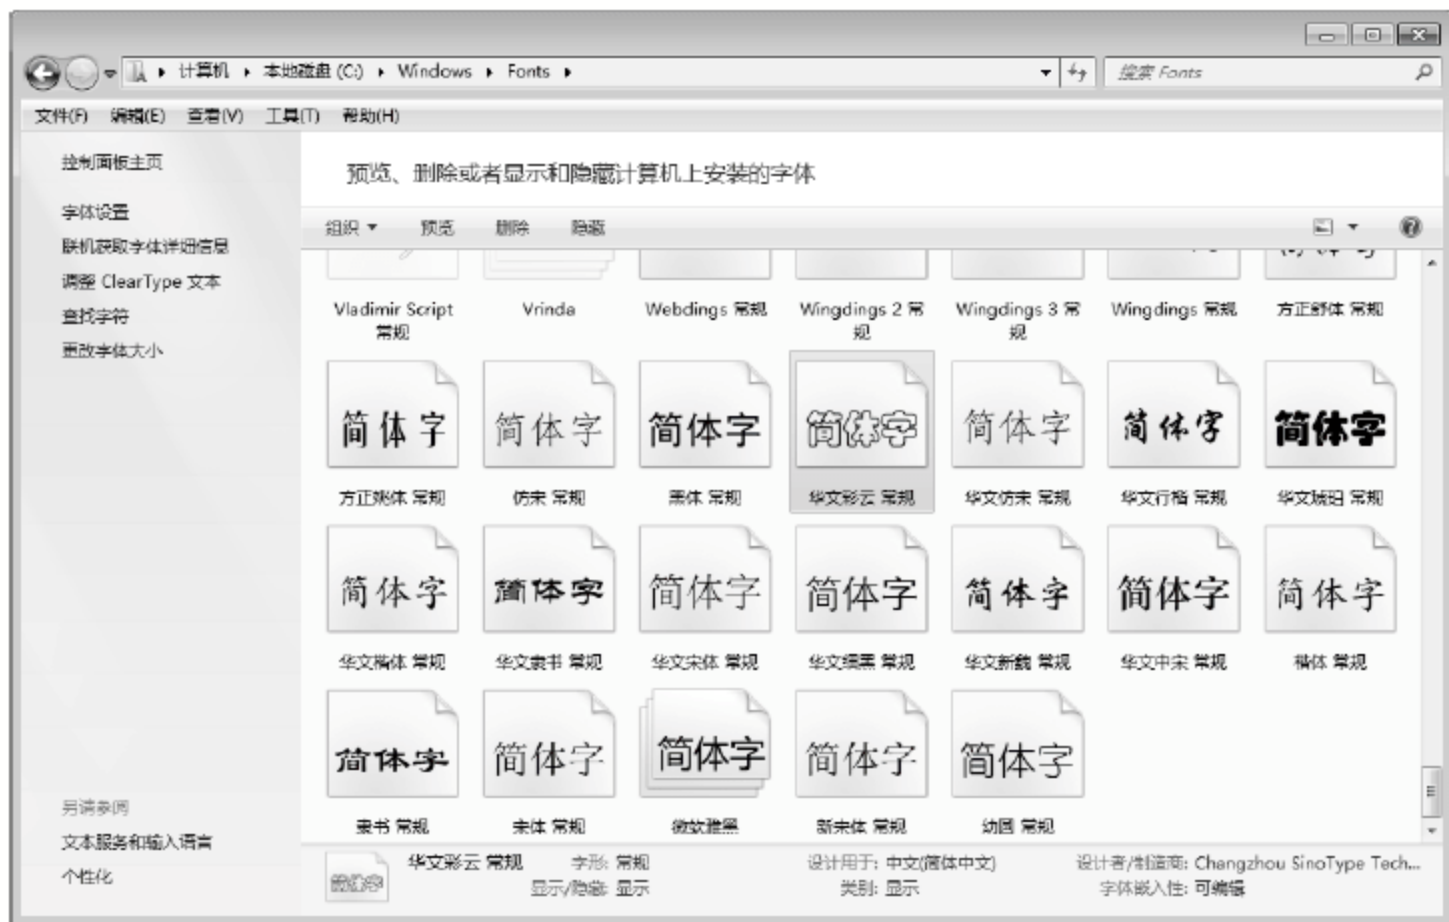 计算机 ▸ 本地磁盘 (C:) ▸ Windows ▸ Fonts ▸
搜索 Fonts
文件(F) 编辑(E) 查看(V) 工具(T) 帮助(H)
控制面板主页
字体设置
联机获取字体详细信息
调整 ClearType 文本
查找字符
更改字体大小
另请参阅
文本服务和输入语言
个性化
预览、删除或者显示和隐藏计算机上安装的字体
组织 预览 删除 隐藏
Vladimir Script 常规
Vrinda
Webdings 常规
Wingdings 2 常规
Wingdings 3 常规
Wingdings 常规
方正舒体 常规
简体字 简体字 简体字 简体字 简体字 简体字 简体字
方正姚体 常规 仿宋 常规 黑体 常规 华文彩云 常规 华文仿宋 常规 华文行楷 常规 华文琥珀 常规
简体字 简体字 简体字 简体字 简体字 简体字 简体字
华文楷体 常规 华文隶书 常规 华文宋体 常规 华文细黑 常规 华文新魏 常规 华文中宋 常规 楷体 常规
简体字 简体字 简体字 简体字 简体字
隶书 常规 宋体 常规 微软雅黑 新宋体 常规 幼圆 常规
简体字
华文彩云 常规 字形: 常规 设计用于: 中文(简体中文) 设计者/制造商: Changzhou SinoType Tech...
显示/隐藏: 显示 类别: 显示 字体嵌入性: 可编辑